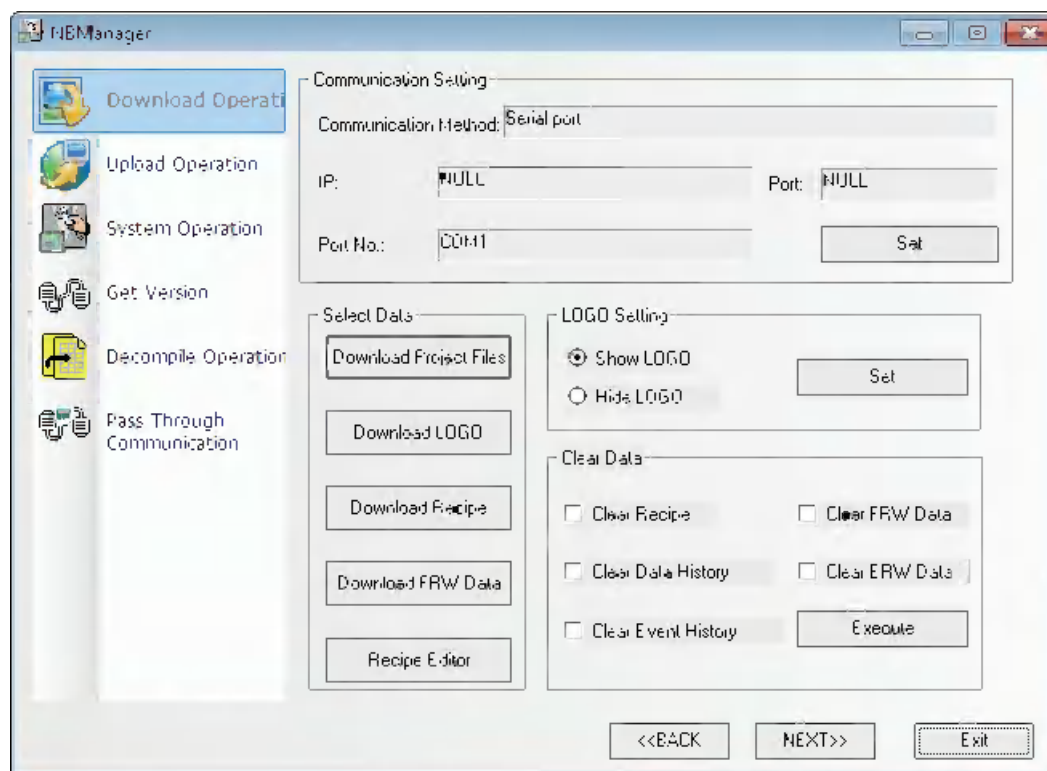 NBManager
Download Operati
Upload Operation
System Operation
Get Version
Decompile Operation
Pass Through
Communication
Communication Setting
Communication Method: Serial port
IP: NULL
Port: NULL
Port No.: COM1
Set
Select Data
Download Project Files
Download LOGO
Download Recipe
Download FRW Data
Recipe Editor
LOGO Setting
Show LOGO
Hide LOGO
Set
Clear Data
Clear Recipe
Clear FRW Data
Clear Data History
Clear ERW Data
Clear Event History
Execute
<<BACK
NEXT>>
Exit